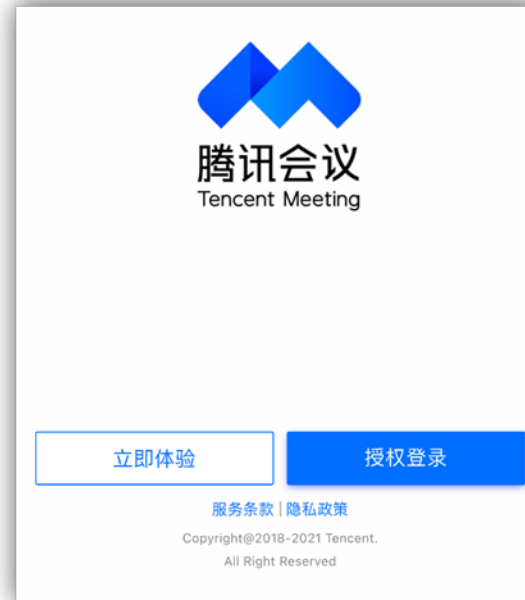 腾讯会议
Tencent Meeting
立即体验 授权登录
服务条款 | 隐私政策
Copyright@2018-2021 Tencent.
All Right Reserved